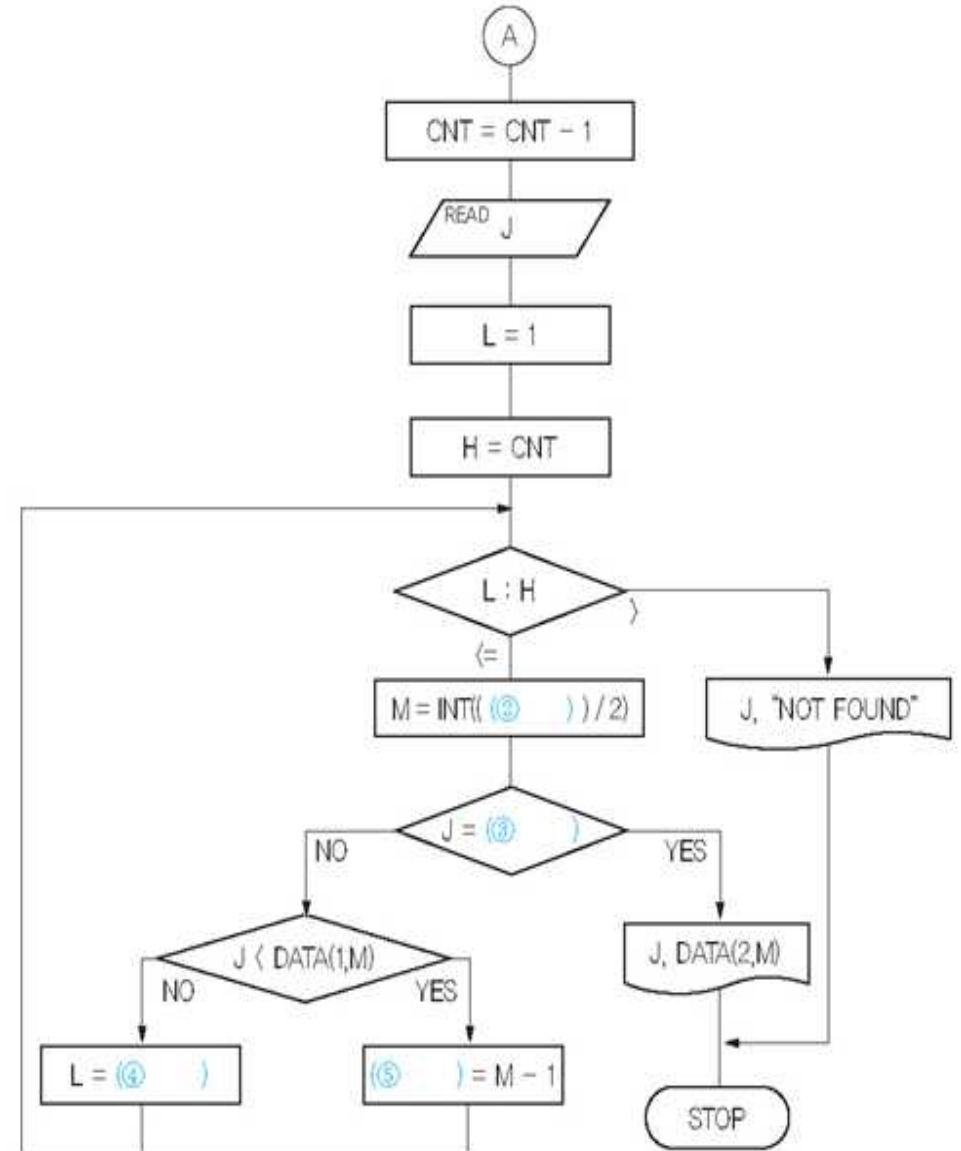 A
CNT = CNT - 1
READ J
L = 1
H = CNT
L : H
>
<=
M = INT(( (② ) ) / 2)
J, "NOT FOUND"
J = (③ )
NO
YES
J < DATA(1,M)
J, DATA(2,M)
NO
YES
L = (④ )
(⑤ ) = M - 1
STOP